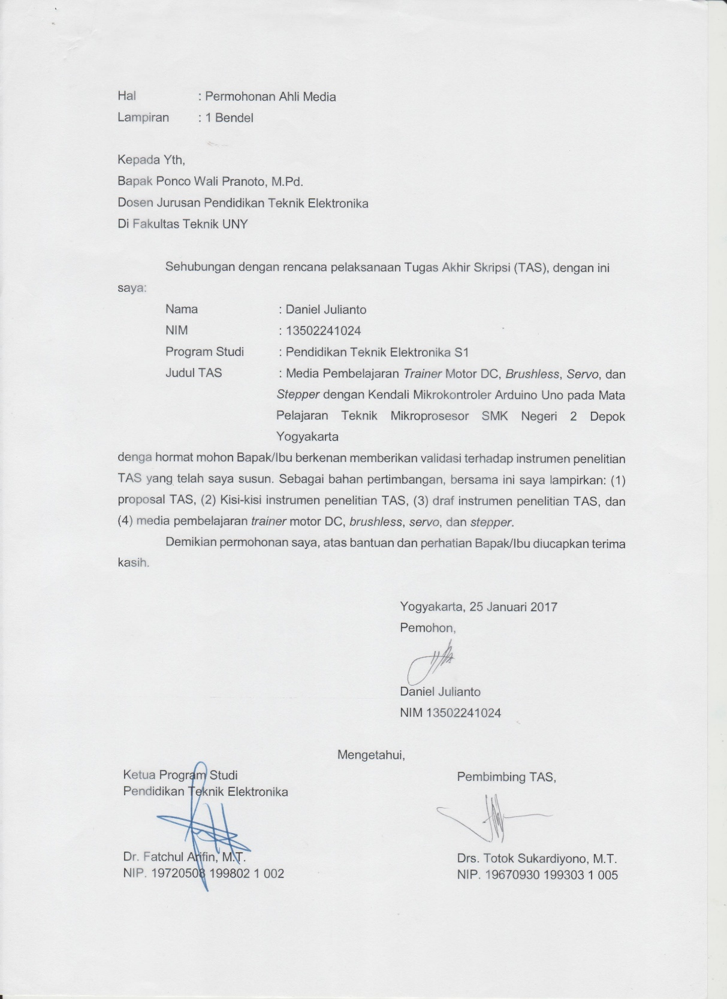 Hal : Permohonan Ahli Media
Lampiran : 1 Bendel
Kepada Yth,
Bapak Ponco Wali Pranoto, M.Pd.
Dosen Jurusan Pendidikan Teknik Elektronika
Di Fakultas Teknik UNY
Sehubungan dengan rencana pelaksanaan Tugas Akhir Skripsi (TAS), dengan ini
saya:
Nama : Daniel Julianto
NIM : 13502241024
Program Studi : Pendidikan Teknik Elektronika S1
Judul TAS : Media Pembelajaran Trainer Motor DC, Brushless, Servo, dan
Stepper dengan Kendali Mikrokontroler Arduino Uno pada Mata
Pelajaran Teknik Mikroprosesor SMK Negeri 2 Depok
Yogyakarta
denga hormat mohon Bapak/Ibu berkenan memberikan validasi terhadap instrumen penelitian
TAS yang telah saya susun. Sebagai bahan pertimbangan, bersama ini saya lampirkan: (1)
proposal TAS, (2) Kisi-kisi instrumen penelitian TAS, (3) draf instrumen penelitian TAS, dan
(4) media pembelajaran trainer motor DC, brushless, servo, dan stepper.
Demikian permohonan saya, atas bantuan dan perhatian Bapak/Ibu diucapkan terima
kasih.
Yogyakarta, 25 Januari 2017
Pemohon,
Daniel Julianto
NIM 13502241024
Mengetahui,
Ketua Program Studi
Pendidikan Teknik Elektronika
Dr. Fatchul Arifin, M.T.
NIP. 19720508 199802 1 002
Pembimbing TAS,
Drs. Totok Sukardiyono, M.T.
NIP. 19670930 199303 1 005